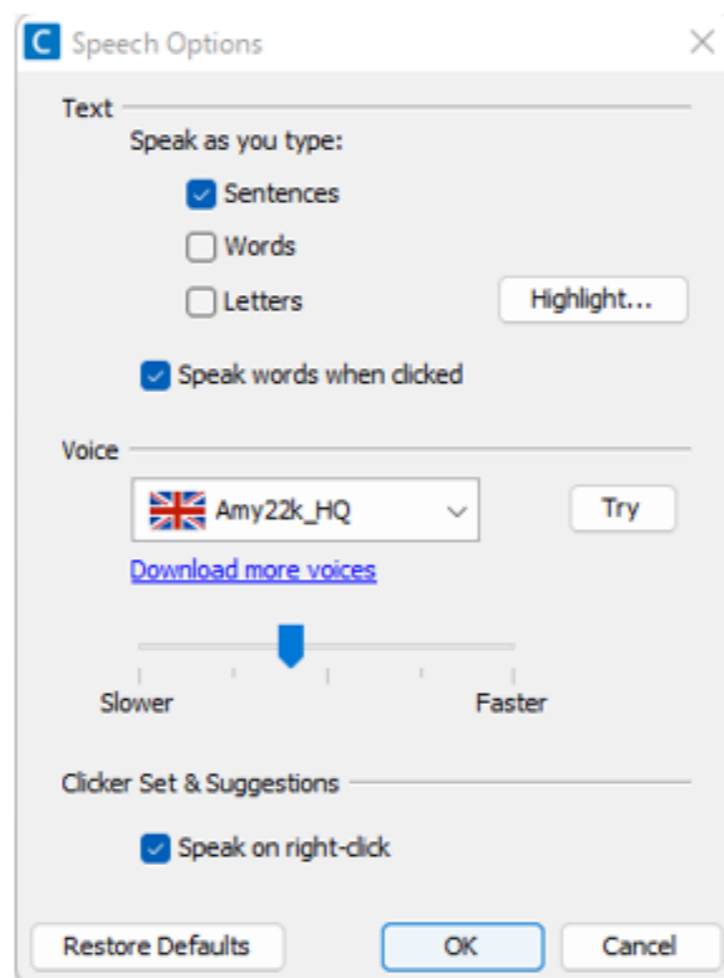 C Speech Options
Text
Speak as you type:
Sentences
Words
Letters Highlight...
Speak words when clicked
Voice
Amy22k_HQ Try
Download more voices
Slower Faster
Clicker Set & Suggestions
Speak on right-click
Restore Defaults OK Cancel